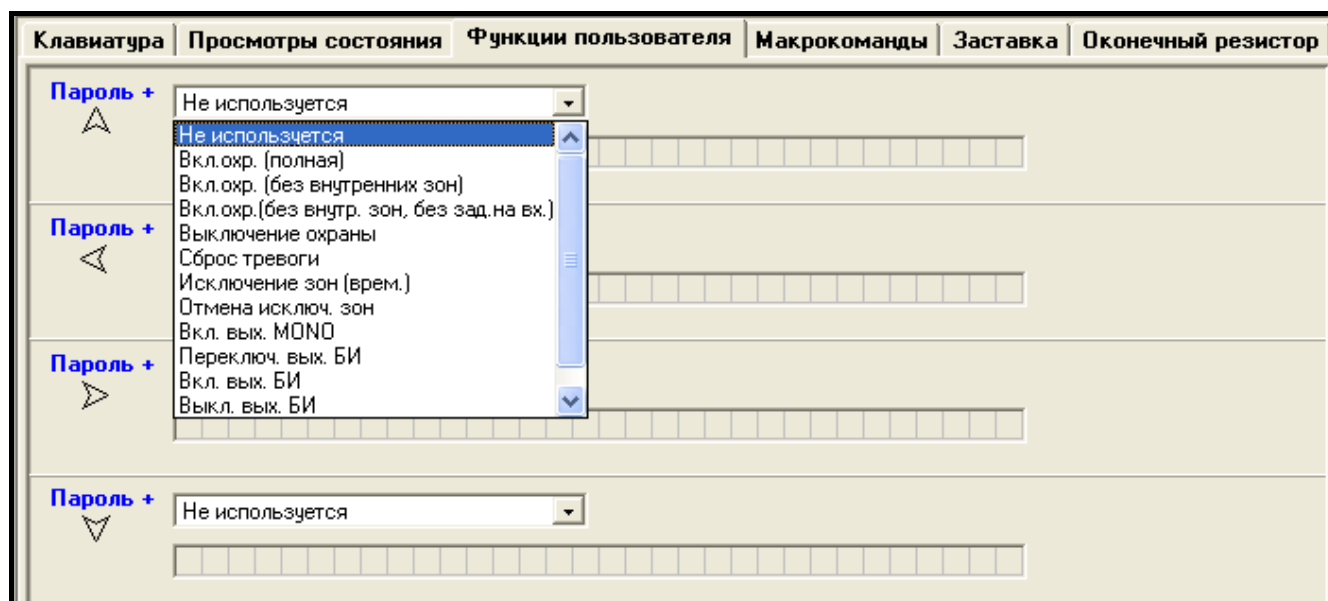 Клавиатура Просмотры состояния Функции пользователя Макрокоманды Заставка Оконечный резистор
Пароль + Не используется
Не используется
Вкл.охр. (полная)
Вкл.охр. (без внутренних зон)
Вкл.охр.(без внутр. зон, без зад.на вх.)
Пароль +
Выключение охраны
Сброс тревоги
Исключение зон (врем.)
Отмена исключ. зон
Вкл. вых. MONO
Переключ. вых. БИ
Пароль +
Вкл. вых. БИ
Выкл. вых. БИ
Пароль + Не используется